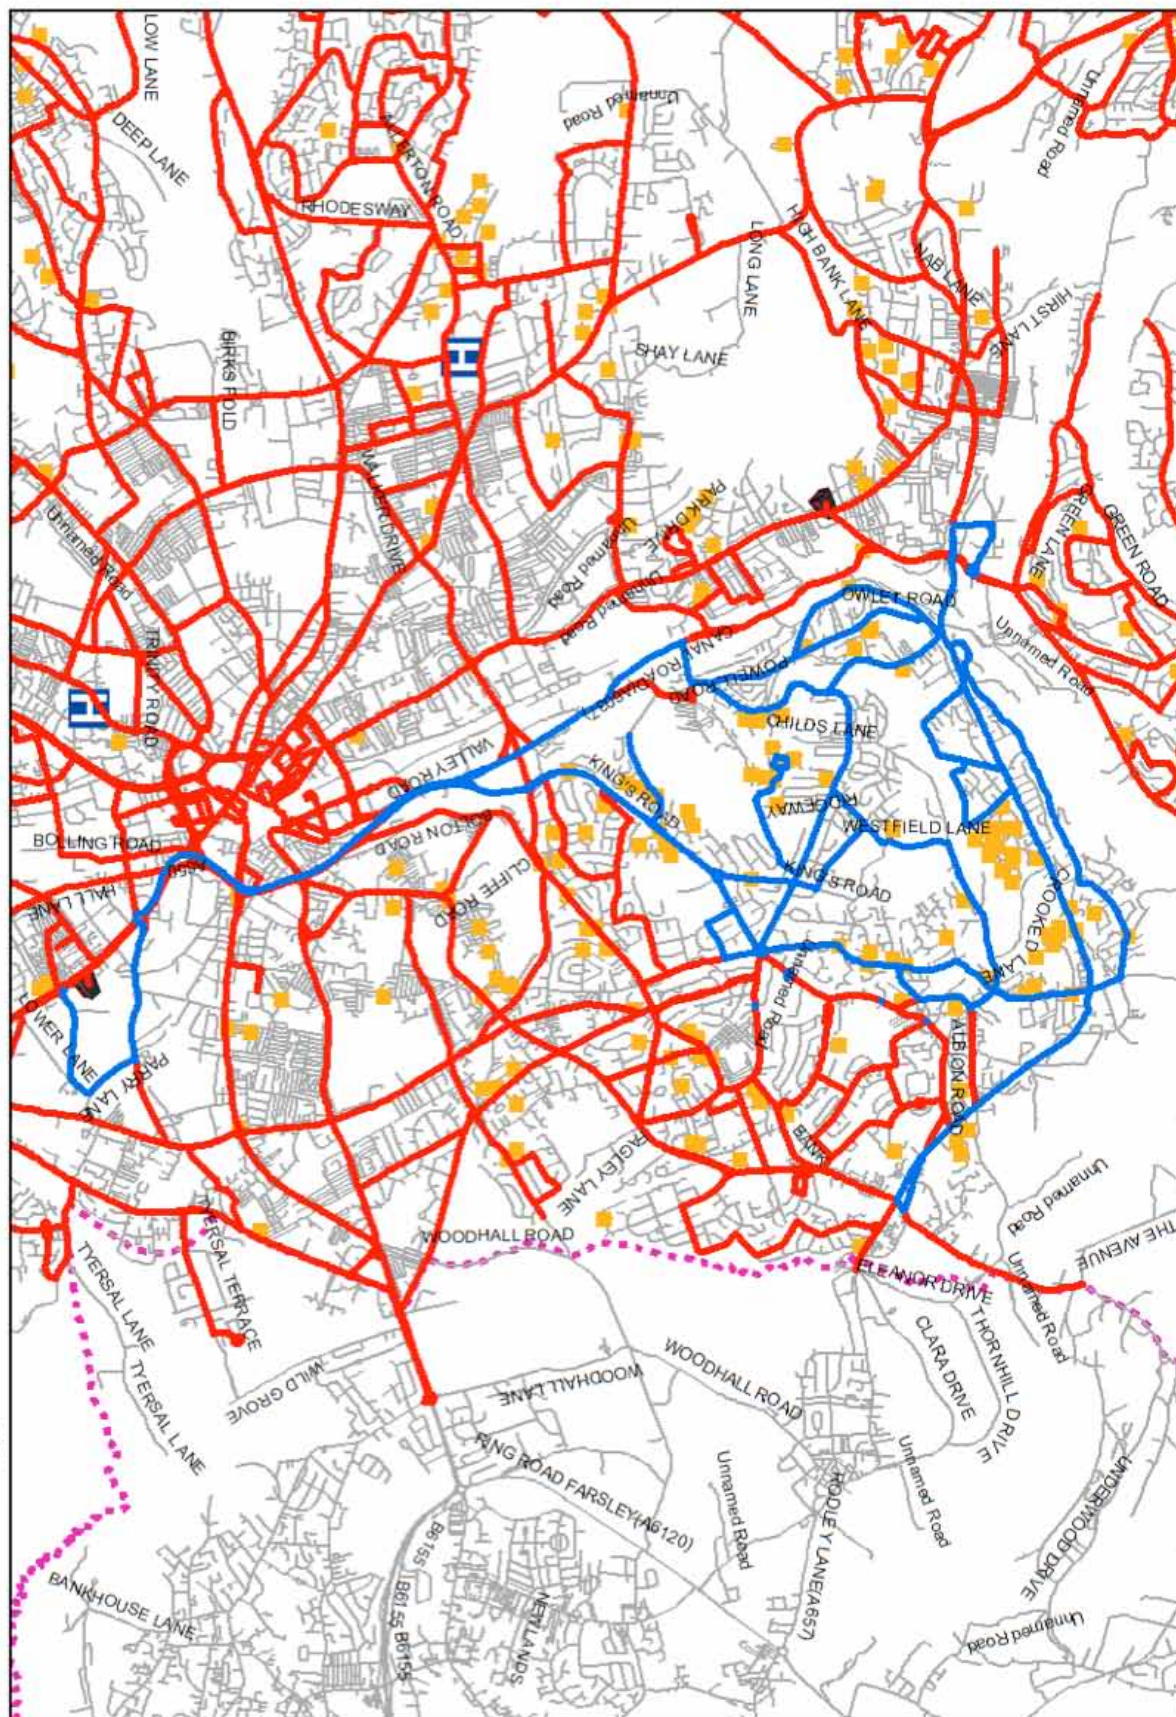 LOW LANE
DEEP LANE
ALLERTON ROAD
RHODESWAY
Unnamed Road
Unnamed Road
LONG LANE
HIGH BANK LANE
NAB LANE
HIRST LANE
SHAY LANE
BIRKS FOLD
H
GREEN LANE
GREEN ROAD
PARK DRIVE
Unnamed Road
Unnamed Road
Unnamed Road
OWLET ROAD
Unnamed Road
TRINITY ROAD
H
CANAL ROAD(A6037)
POWELL ROAD
CHILDS LANE
VALLEY ROAD
KING'S ROAD
RIDGEWAY
WESTFIELD LANE
BOLTON ROAD
BOLLING ROAD
CLIFFE ROAD
KING'S ROAD
HALL LANE
CROOKED LANE
Unnamed Road
LOWER LANE
PARRY LANE
ALBION ROAD
BANK
FAGLEY LANE
Unnamed Road
THE AVENUE
WOODHALL ROAD
TYERSAL LANE
TYERSAL TERRACE
ELEANOR DRIVE
Unnamed Road
CLARA DRIVE
THORNHILL DRIVE
TYERSAL LANE
WILD GROVE
WOODHALL LANE
WOODHALL ROAD
RING ROAD FARSLEY(A6120)
Unnamed Road
RODLEY LANE(A657)
Unnamed Road
UNDERWOOD DRIVE
B6155
B6155
B6155
NEWLANDS
BANKHOUSE LANE
Unnamed Road